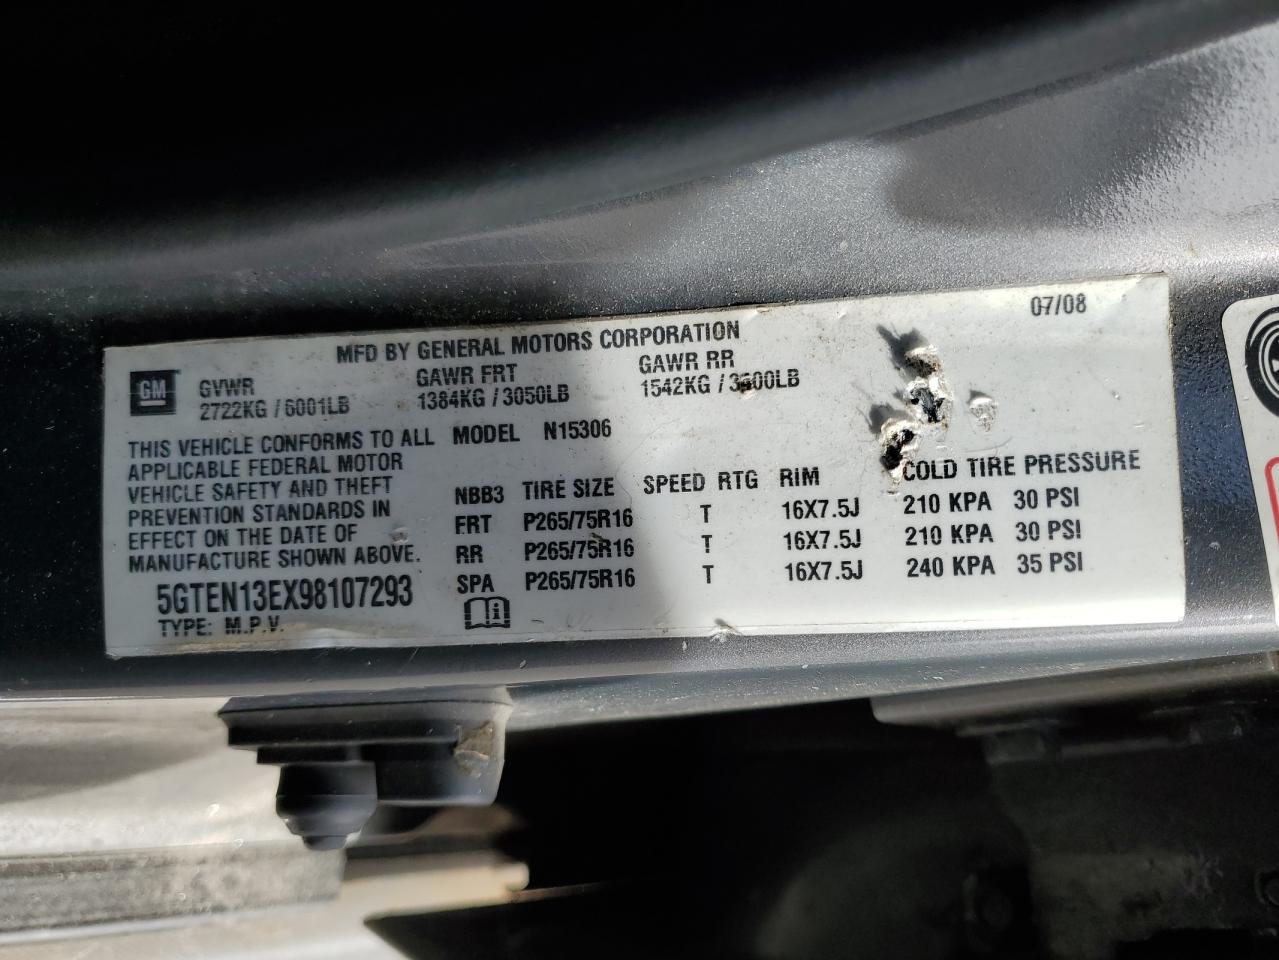 07/08
MFD BY GENERAL MOTORS CORPORATION
GM
GVWR GAWR FRT GAWR RR
2722KG / 6001LB 1384KG / 3050LB 1542KG / 3400LB
THIS VEHICLE CONFORMS TO ALL
APPLICABLE FEDERAL MOTOR
VEHICLE SAFETY AND THEFT
PREVENTION STANDARDS IN
EFFECT ON THE DATE OF
MANUFACTURE SHOWN ABOVE.
5GTEN13EX98107293
TYPE: M.P.V.
MODEL N15306
NBB3 TIRE SIZE SPEED RTG RIM COLD TIRE PRESSURE
FRT P265/75R16 T 16X7.5J 210 KPA 30 PSI
RR P265/75R16 T 16X7.5J 210 KPA 30 PSI
SPA P265/75R16 T 16X7.5J 240 KPA 35 PSI